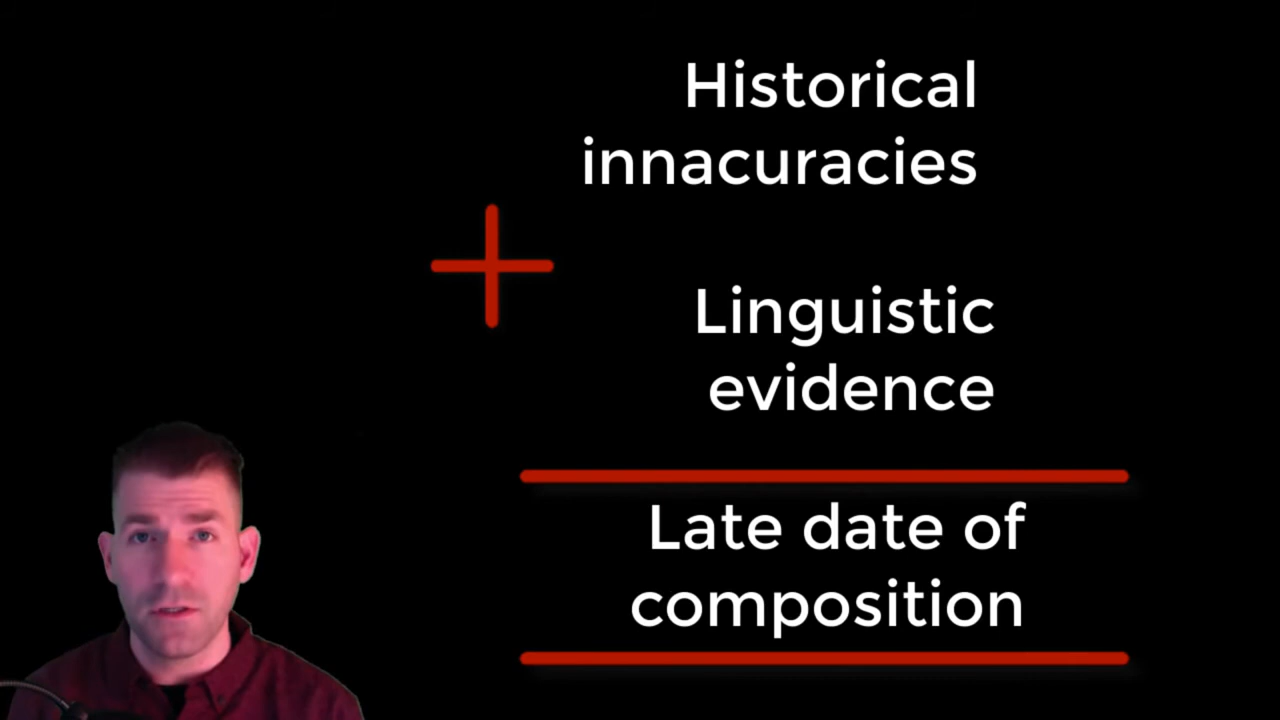 Historical
innacuracies
Linguistic
evidence
Late date of
composition